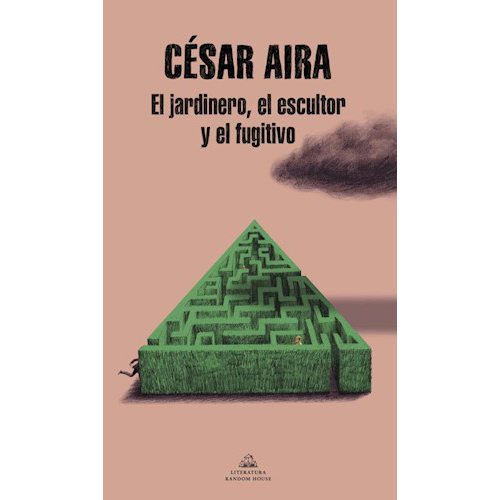 CÉSAR AIRA
El jardinero, el escultor
y el fugitivo
LITERATURA
RANDOM HOUSE